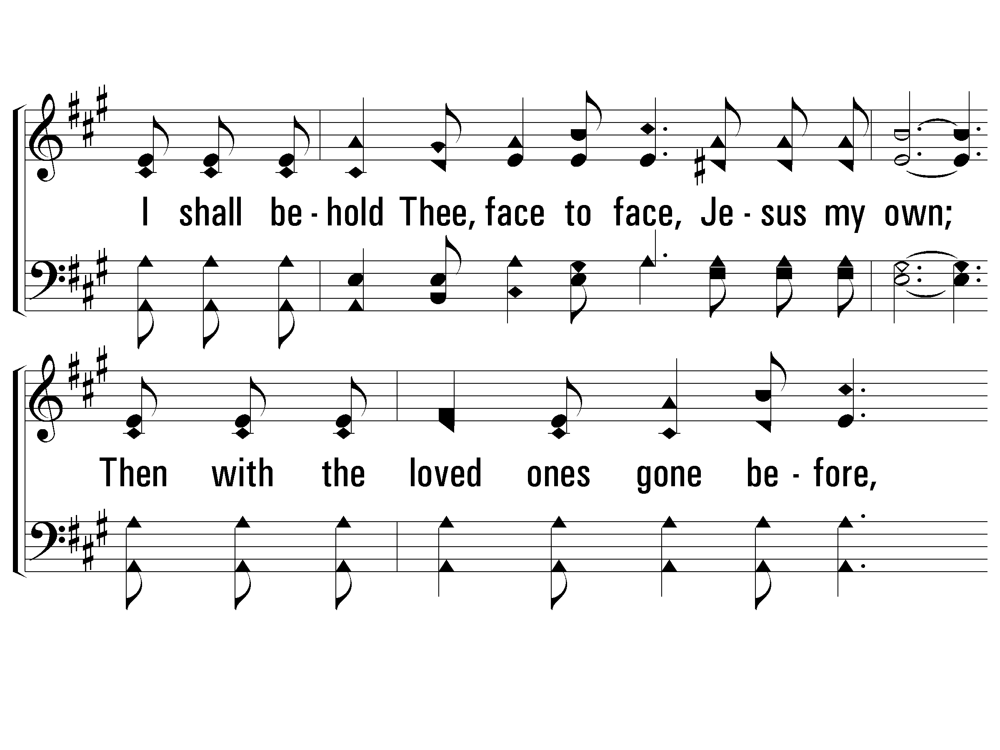 I shall be - hold Thee, face to face, Je - sus my own;
Then with the loved ones gone be - fore,